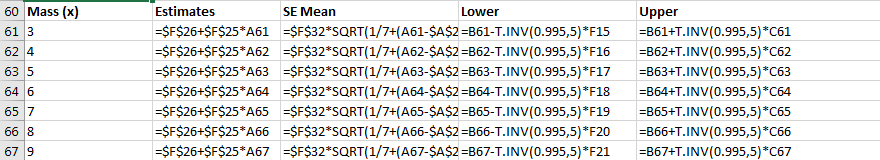 60 Mass (x) Estimates SE Mean Lower Upper
61 3 =$F$26+$F$25*A61 =$F$32*SQRT(1/7+(A61-$A$2 =B61-T.INV(0.995,5)*F15 =B61+T.INV(0.995,5)*C61
62 4 =$F$26+$F$25*A62 =$F$32*SQRT(1/7+(A62-$A$2 =B62-T.INV(0.995,5)*F16 =B62+T.INV(0.995,5)*C62
63 5 =$F$26+$F$25*A63 =$F$32*SQRT(1/7+(A63-$A$2 =B63-T.INV(0.995,5)*F17 =B63+T.INV(0.995,5)*C63
64 6 =$F$26+$F$25*A64 =$F$32*SQRT(1/7+(A64-$A$2 =B64-T.INV(0.995,5)*F18 =B64+T.INV(0.995,5)*C64
65 7 =$F$26+$F$25*A65 =$F$32*SQRT(1/7+(A65-$A$2 =B65-T.INV(0.995,5)*F19 =B65+T.INV(0.995,5)*C65
66 8 =$F$26+$F$25*A66 =$F$32*SQRT(1/7+(A66-$A$2 =B66-T.INV(0.995,5)*F20 =B66+T.INV(0.995,5)*C66
67 9 =$F$26+$F$25*A67 =$F$32*SQRT(1/7+(A67-$A$2 =B67-T.INV(0.995,5)*F21 =B67+T.INV(0.995,5)*C67